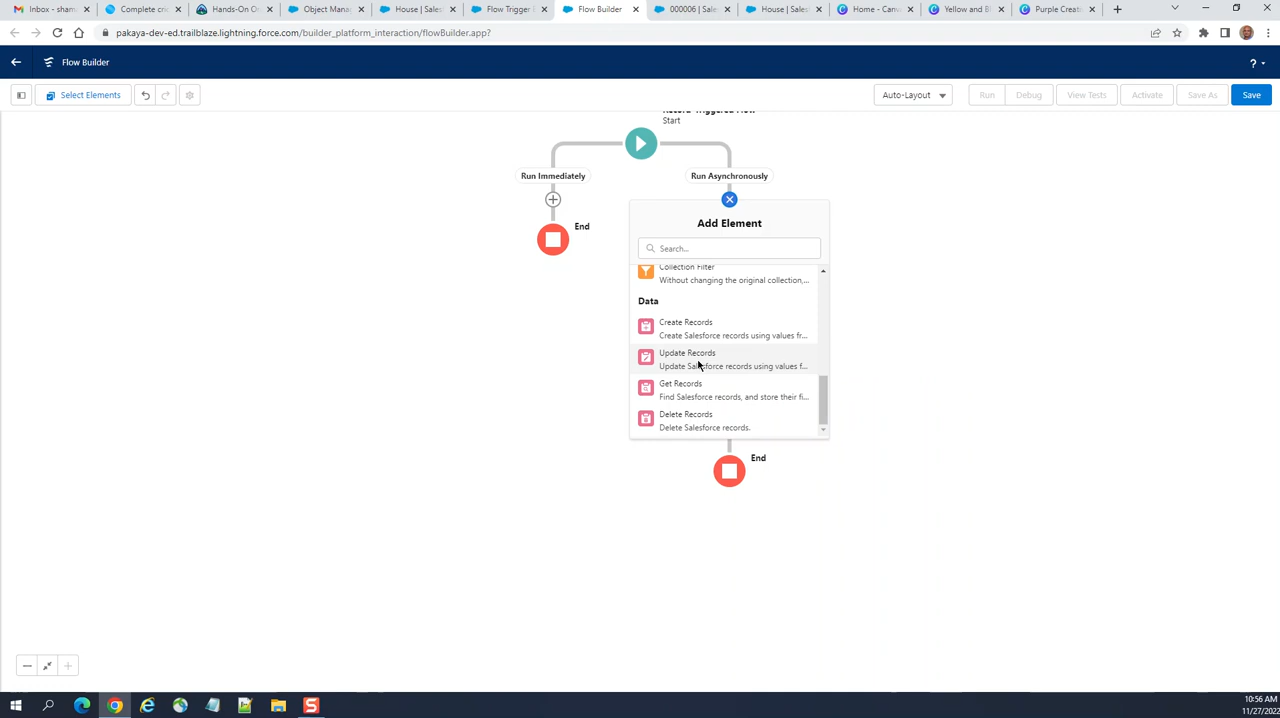 Inbox - sham
Complete cri
Hands-On O
Object Mana
House | Sales
Flow Trigger E
Flow Builder
000006 | Sale
House | Sales
Home - Canv
Yellow and Bl
Purple Create
pakaya-dev-ed.trailblaze.lightning.force.com/builder_platform_interaction/flowBuilder.app?
Flow Builder
?
Select Elements
Auto-Layout
Run
Debug
View Tests
Activate
Save As
Save
Record-Triggered Flow
Start
Run Immediately
Run Asynchronously
End
Add Element
Search...
Collection Filter
Without changing the original collection,...
Data
Create Records
Create Salesforce records using values fr...
Update Records
Update Salesforce records using values f...
Get Records
Find Salesforce records, and store their fi...
Delete Records
Delete Salesforce records.
End
10:56 AM
11/27/2022